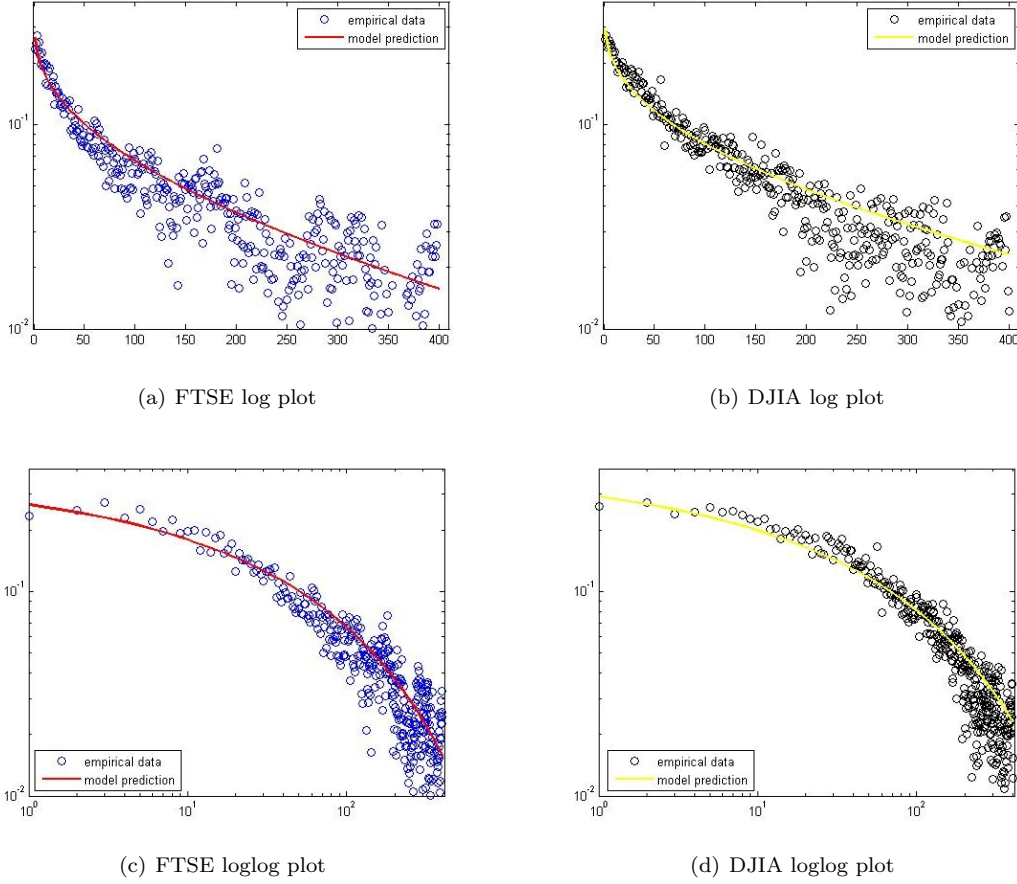 empirical data
model prediction
10^-1
10^-2
0 50 100 150 200 250 300 350 400
(a) FTSE log plot
empirical data
model prediction
10^-1
10^-2
0 50 100 150 200 250 300 350 400
(b) DJIA log plot
10^-1
10^-2
empirical data
model prediction
10^0 10^1 10^2
(c) FTSE loglog plot
10^-1
10^-2
empirical data
model prediction
10^0 10^1 10^2
(d) DJIA loglog plot